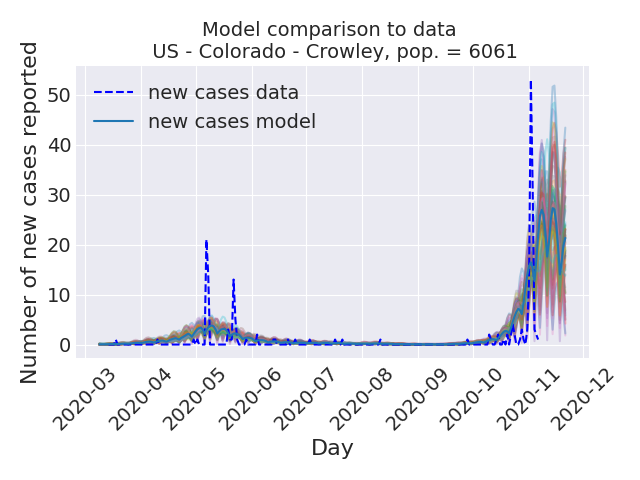 Model comparison to data
US - Colorado - Crowley, pop. = 6061
Number of new cases reported
new cases data
new cases model
50
40
30
20
10
0
2020-03
2020-04
2020-05
2020-06
2020-07
2020-08
2020-09
2020-10
2020-11
2020-12
Day